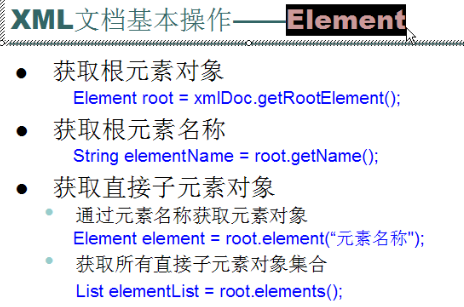 XML文档基本操作——Element
● 获取根元素对象
Element root = xmlDoc.getRootElement();
● 获取根元素名称
String elementName = root.getName();
● 获取直接子元素对象
• 通过元素名称获取元素对象
Element element = root.element(“元素名称");
• 获取所有直接子元素对象集合
List elementList = root.elements();